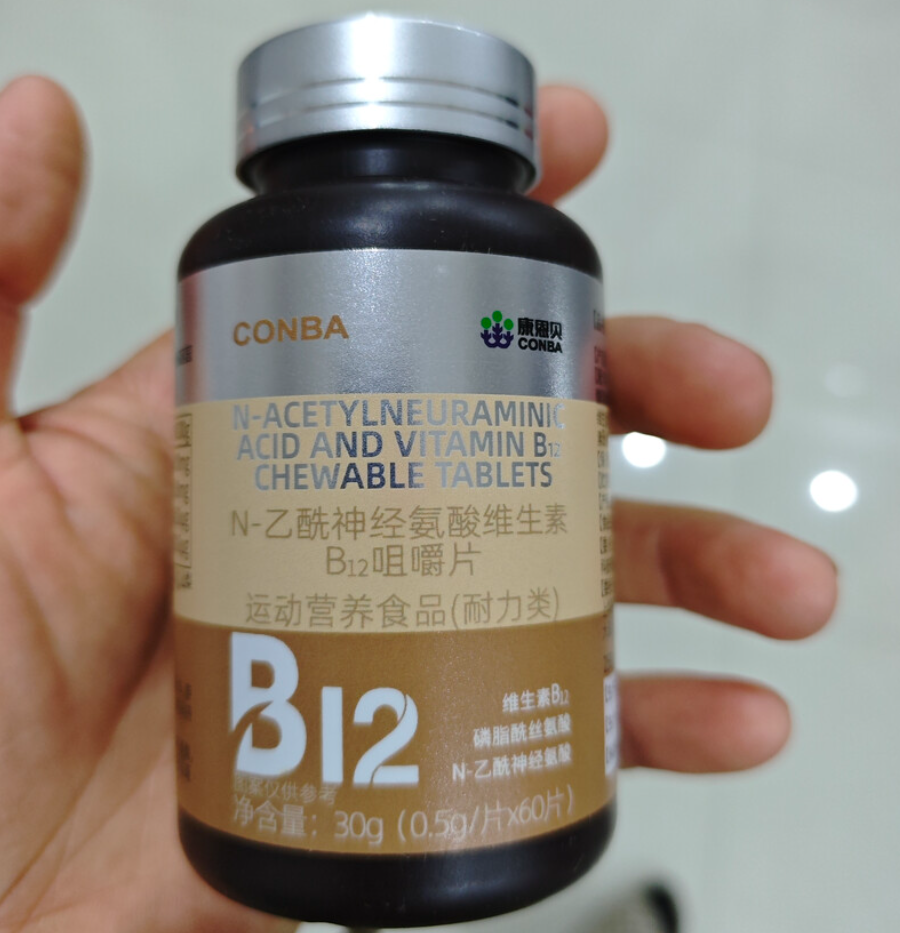 CONBA
康恩贝
CONBA
N-ACETYLNEURAMINIC
ACID AND VITAMIN B₁₂
CHEWABLE TABLETS
N-乙酰神经氨酸维生素
B₁₂咀嚼片
运动营养食品(耐力类)
B12
维生素B₁₂
磷脂酰丝氨酸
N-乙酰神经氨酸
图案仅供参考
净含量：30g（0.5g/片x60片）